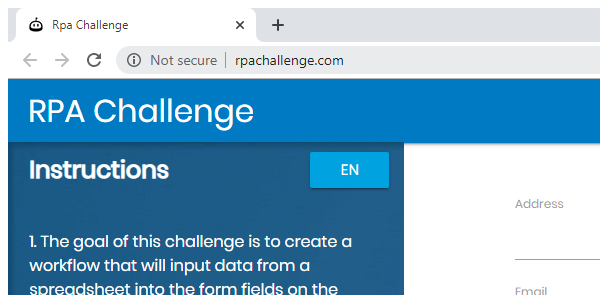 Rpa Challenge
Not secure | rpachallenge.com
RPA Challenge
Instructions
EN
1. The goal of this challenge is to create a
workflow that will input data from a
spreadsheet into the form fields on the
Address
Email